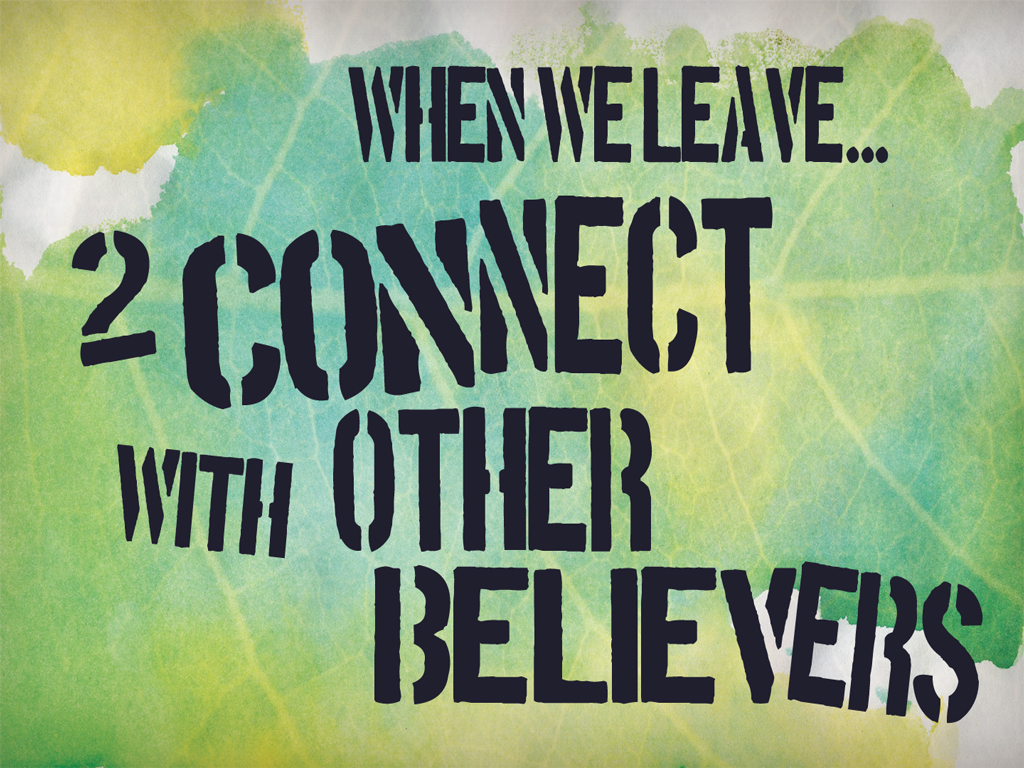 WHEN WE LEAVE...
2 CONNECT
WITH OTHER
BELIEVERS